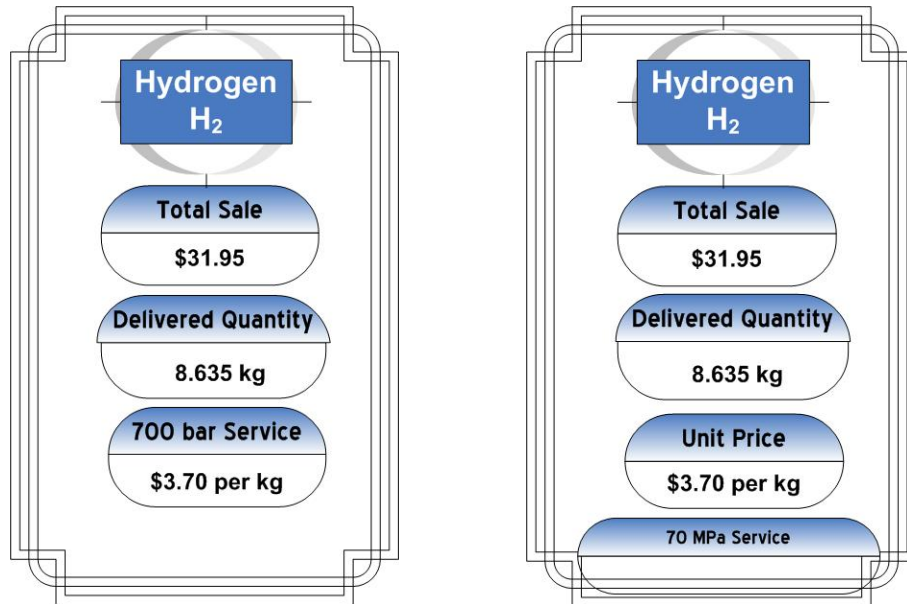 Hydrogen
H₂
Total Sale
$31.95
Delivered Quantity
8.635 kg
700 bar Service
$3.70 per kg
Hydrogen
H₂
Total Sale
$31.95
Delivered Quantity
8.635 kg
Unit Price
$3.70 per kg
70 MPa Service